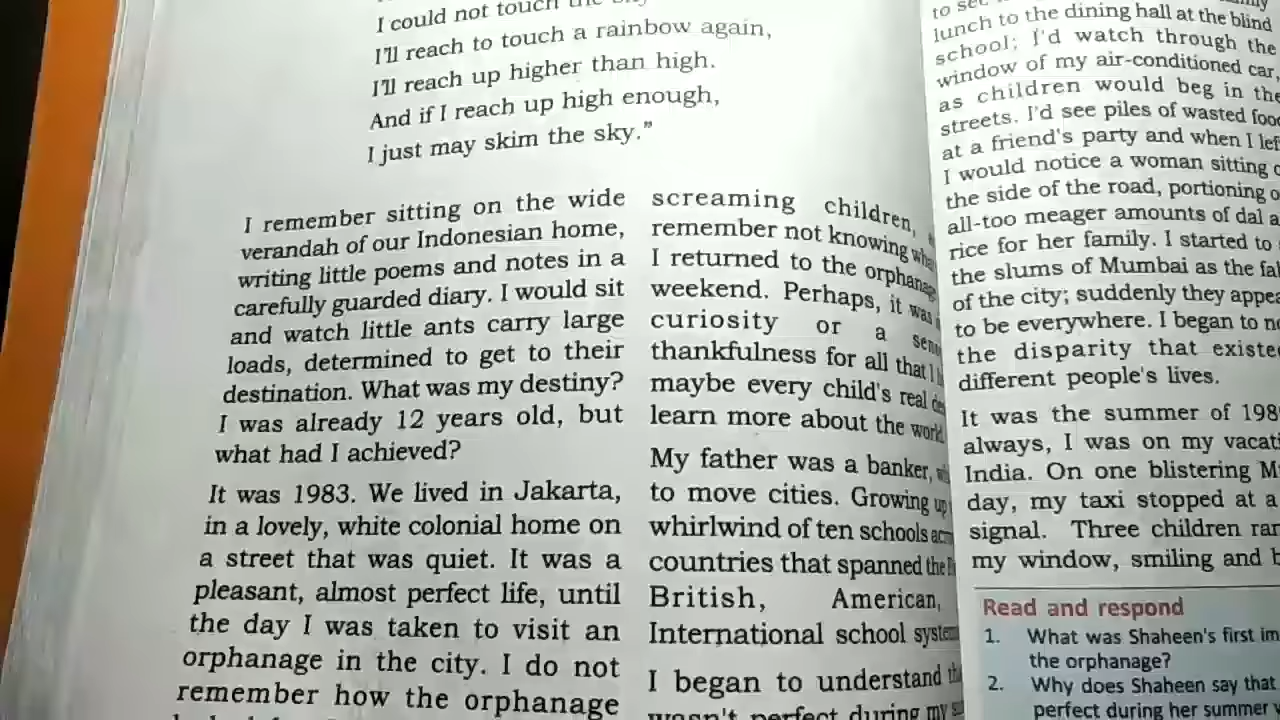 I could not touch the
I'll reach to touch a rainbow again,
I'll reach up higher than high.
And if I reach up high enough,
I just may skim the sky."
I remember sitting on the wide
verandah of our Indonesian home,
writing little poems and notes in a
carefully guarded diary. I would sit
and watch little ants carry large
loads, determined to get to their
destination. What was my destiny?
I was already 12 years old, but
what had I achieved?
It was 1983. We lived in Jakarta,
in a lovely, white colonial home on
a street that was quiet. It was a
pleasant, almost perfect life, until
the day I was taken to visit an
orphanage in the city. I do not
remember how the orphanage
screaming children,
remember not knowing
I returned to the orphanage
weekend. Perhaps, it was
curiosity or a
thankfulness for all that I
maybe every child's real
learn more about the world
My father was a banker,
to move cities. Growing up
whirlwind of ten schools
countries that spanned the
British, American,
International school system
I began to understand
wasn't perfect during my
to
lunch to the dining hall at the blind
school; I'd watch through the
window of my air-conditioned car
as children would beg in the
streets. I'd see piles of wasted food
at a friend's party and when I
I would notice a woman sitting
the side of the road, portioning
all-too meager amounts of dal
rice for her family. I started to
the slums of Mumbai as the
of the city; suddenly they
to be everywhere. I began to
the disparity that
different people's lives.
It was the summer of
always, I was on my
India. On one blistering
day, my taxi stopped at a
signal. Three children
my window, smiling and
Read and respond
1. What was Shaheen's first
the orphanage?
2. Why does Shaheen say that
perfect during her summer